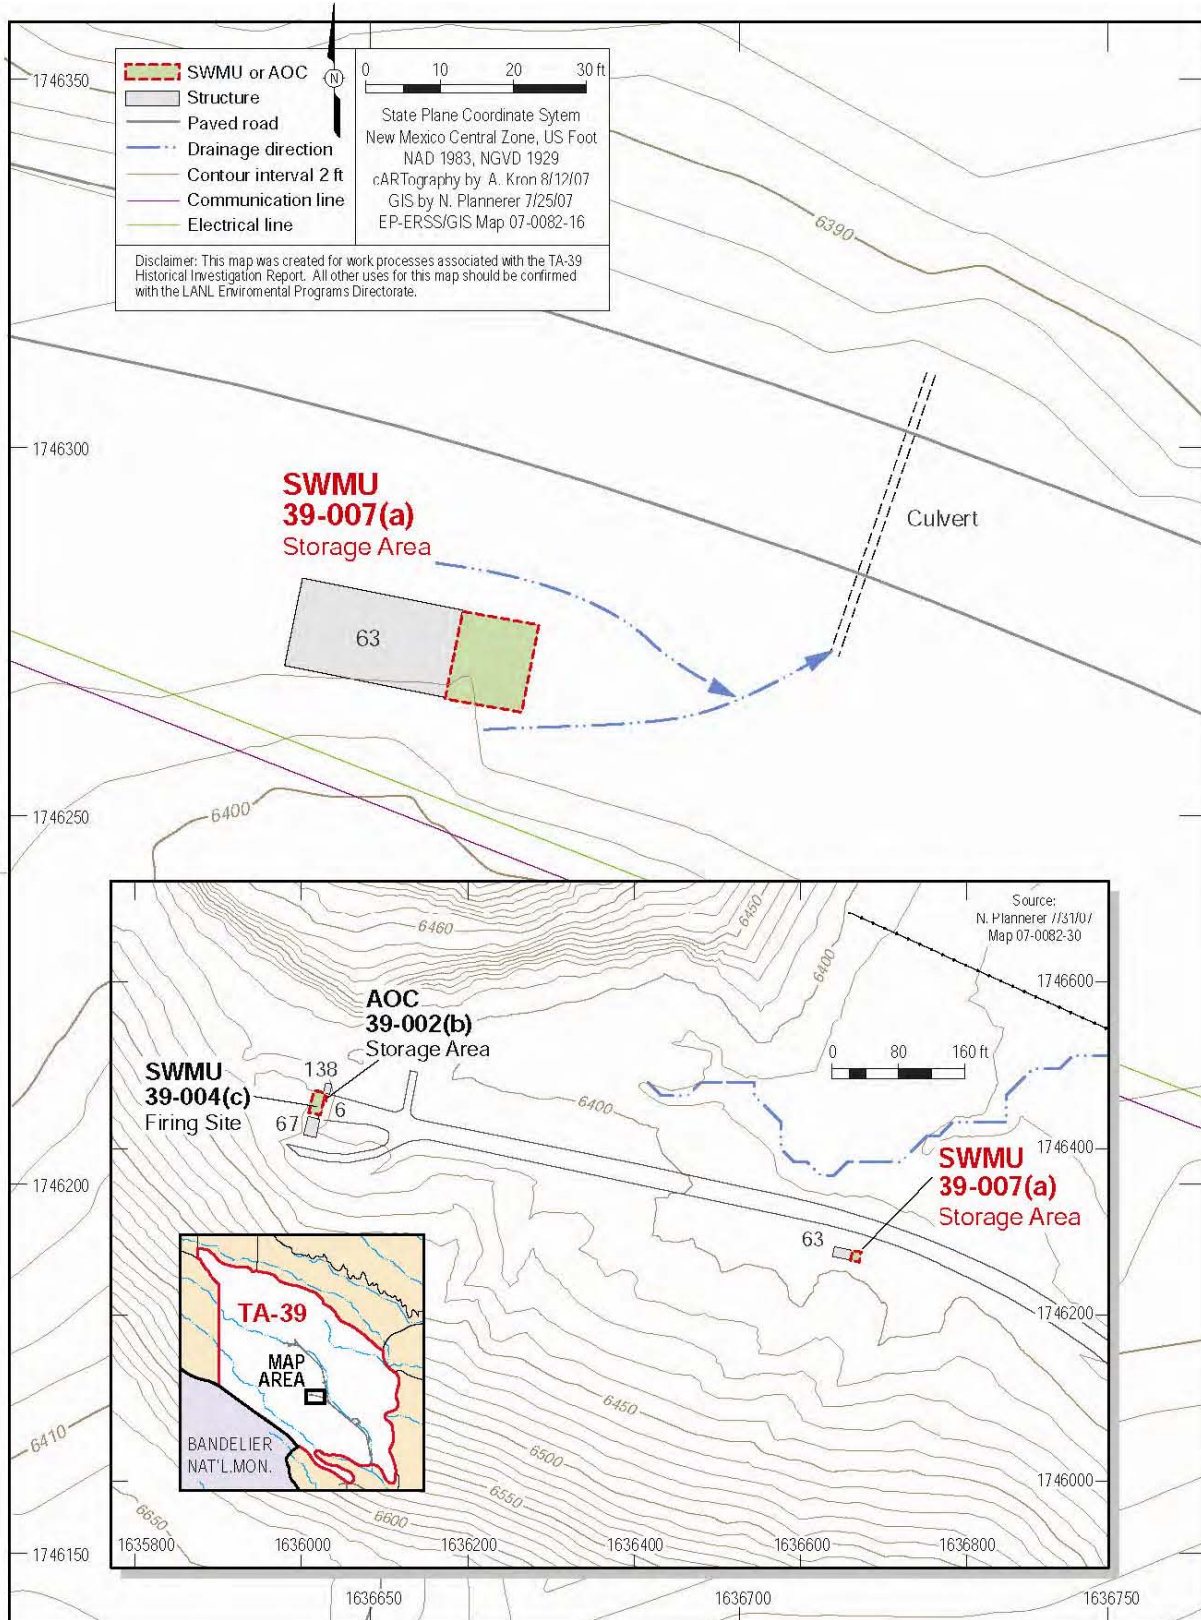 SWMU or AOC
Structure
Paved road
Drainage direction
Contour interval 2 ft
Communication line
Electrical line
N
0 10 20 30 ft
State Plane Coordinate Sytem
New Mexico Central Zone, US Foot
NAD 1983, NGVD 1929
cARTography by A. Kron 8/12/07
GIS by N. Plannerer 7/25/07
EP-ERSS/GIS Map 07-0082-16
Disclaimer: This map was created for work processes associated with the TA-39
Historical Investigation Report. All other uses for this map should be confirmed
with the LANL Enviromental Programs Directorate.
1746350
6390
1746300
SWMU
39-007(a)
Storage Area
Culvert
63
1746250
6400
Source:
N. Plannerer 7/31/07
Map 07-0082-30
6450
6460
6400
1746600
AOC
39-002(b)
Storage Area
0 80 160 ft
138
SWMU
39-004(c)
Firing Site
6
67
6400
1746400
SWMU
39-007(a)
Storage Area
63
1746200
1746200
TA-39
MAP
AREA
BANDELIER
NAT'L.MON.
6410
6450
6500
6550
6600
6650
1746000
1635800 1636000 1636200 1636400 1636600 1636800
1746150
1636650 1636700 1636750